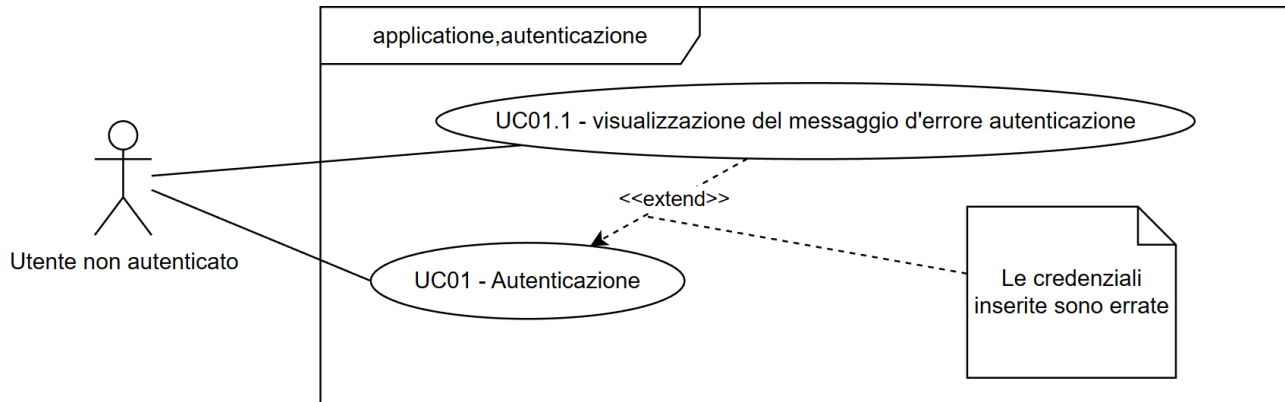 applicatione,autenticazione
UC01.1 - visualizzazione del messaggio d'errore autenticazione
<<extend>>
Utente non autenticato
UC01 - Autenticazione
Le credenziali
inserite sono errate